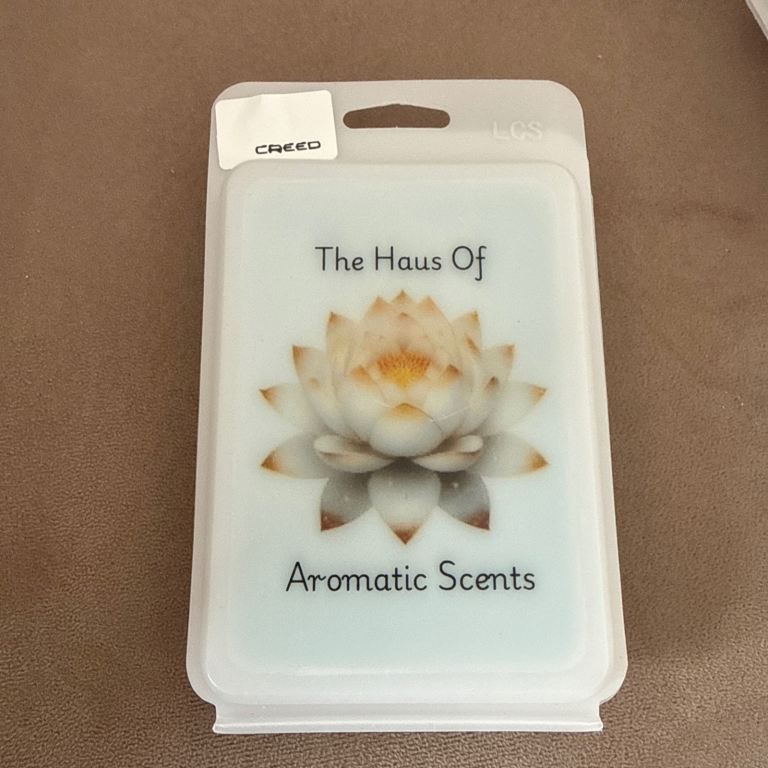 CREED
LCS
The Haus Of
Aromatic Scents